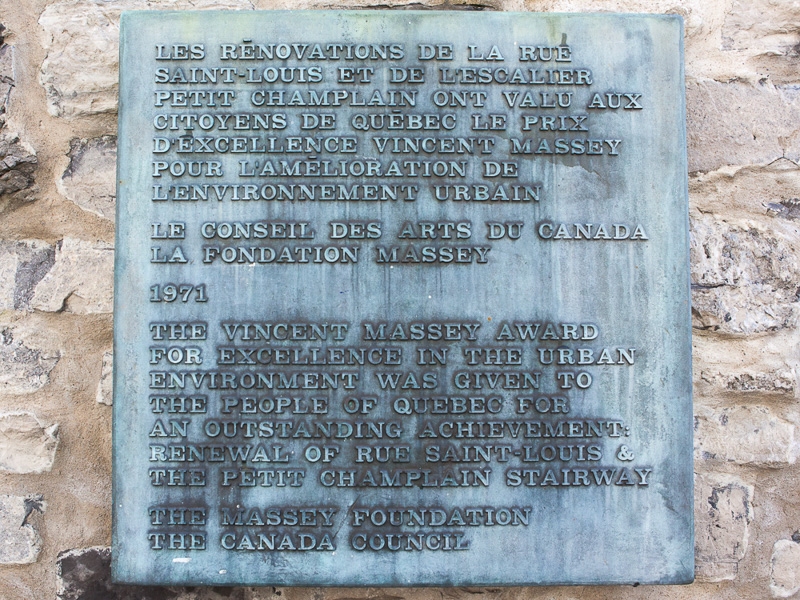 LES RÉNOVATIONS DE LA RUE
SAINT-LOUIS ET DE L'ESCALIER
PETIT CHAMPLAIN ONT VALU AUX
CITOYENS DE QUÉBEC LE PRIX
D'EXCELLENCE VINCENT MASSEY
POUR L'AMÉLIORATION DE
L'ENVIRONNEMENT URBAIN
LE CONSEIL DES ARTS DU CANADA
LA FONDATION MASSEY
1971
THE VINCENT MASSEY AWARD
FOR EXCELLENCE IN THE URBAN
ENVIRONMENT WAS GIVEN TO
THE PEOPLE OF QUEBEC FOR
AN OUTSTANDING ACHIEVEMENT:
RENEWAL OF RUE SAINT-LOUIS &
THE PETIT CHAMPLAIN STAIRWAY
THE MASSEY FOUNDATION
THE CANADA COUNCIL